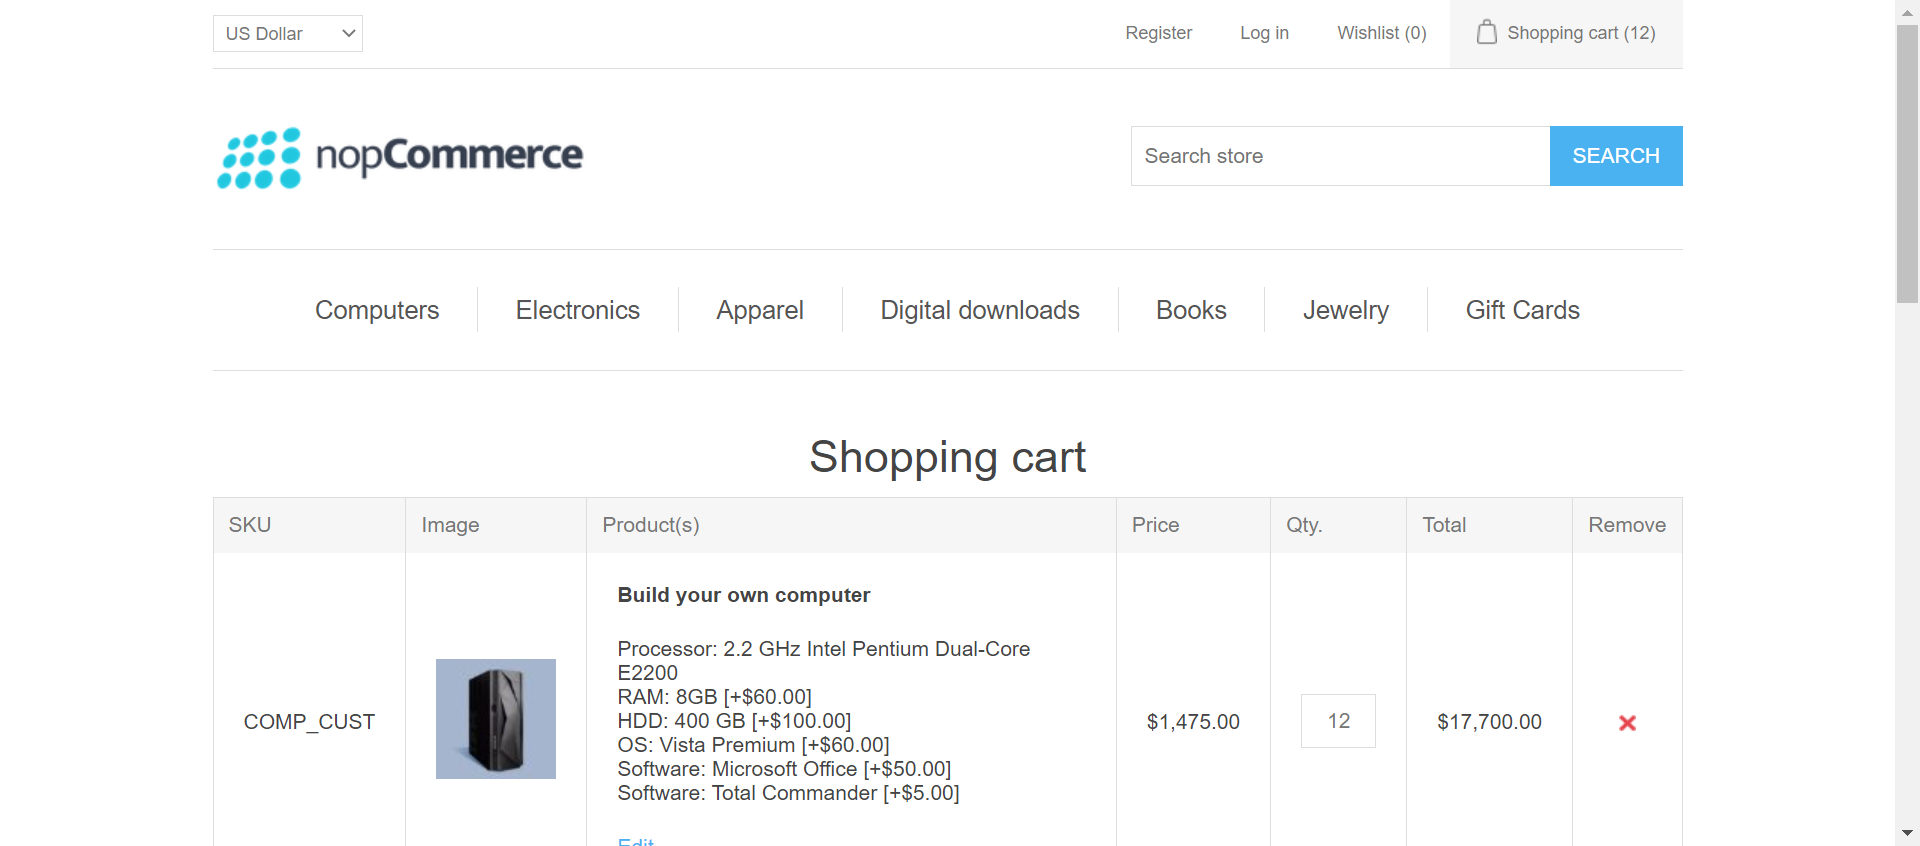 US Dollar
Register
Log in
Wishlist (0)
Shopping cart (12)
nopCommerce
Search store
SEARCH
Computers
Electronics
Apparel
Digital downloads
Books
Jewelry
Gift Cards
Shopping cart
SKU
Image
Product(s)
Price
Qty.
Total
Remove
COMP_CUST
Build your own computer
Processor: 2.2 GHz Intel Pentium Dual-Core
E2200
RAM: 8GB [+$60.00]
HDD: 400 GB [+$100.00]
OS: Vista Premium [+$60.00]
Software: Microsoft Office [+$50.00]
Software: Total Commander [+$5.00]
Edit
$1,475.00
12
$17,700.00